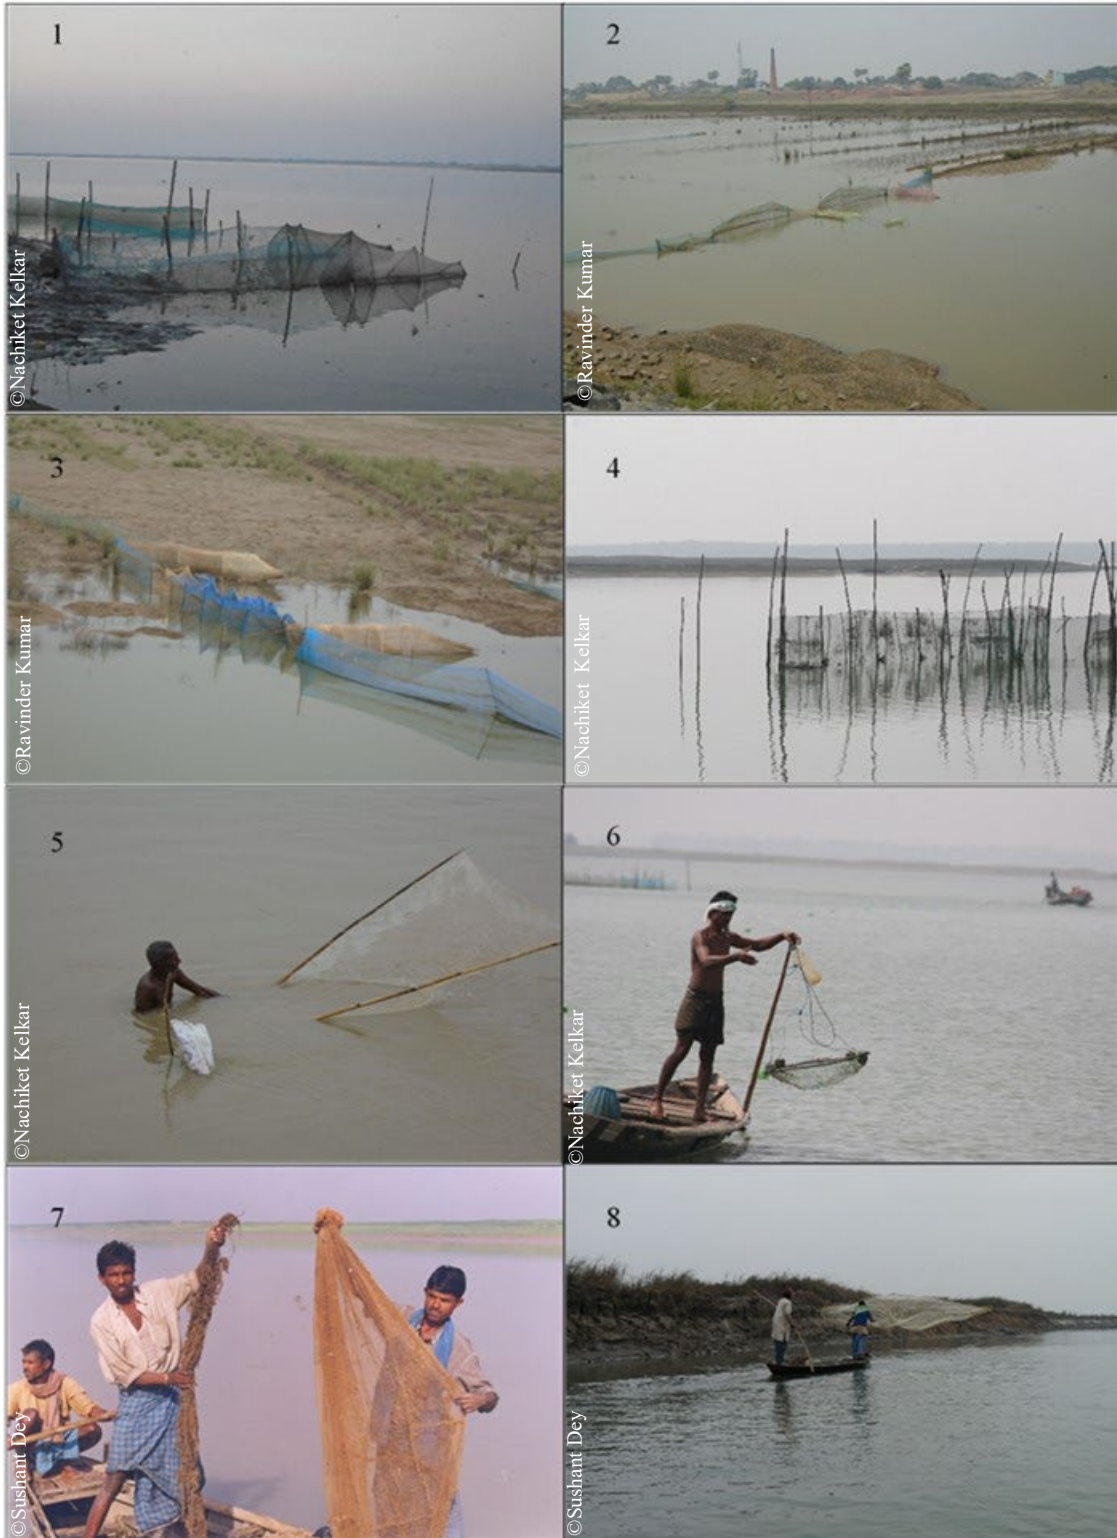 1
©Nachiket Kelkar
2
©Ravinder Kumar
3
©Ravinder Kumar
4
©Nachiket Kelkar
5
©Nachiket Kelkar
6
©Nachiket Kelkar
7
©Sushant Dey
8
©Sushant Dey